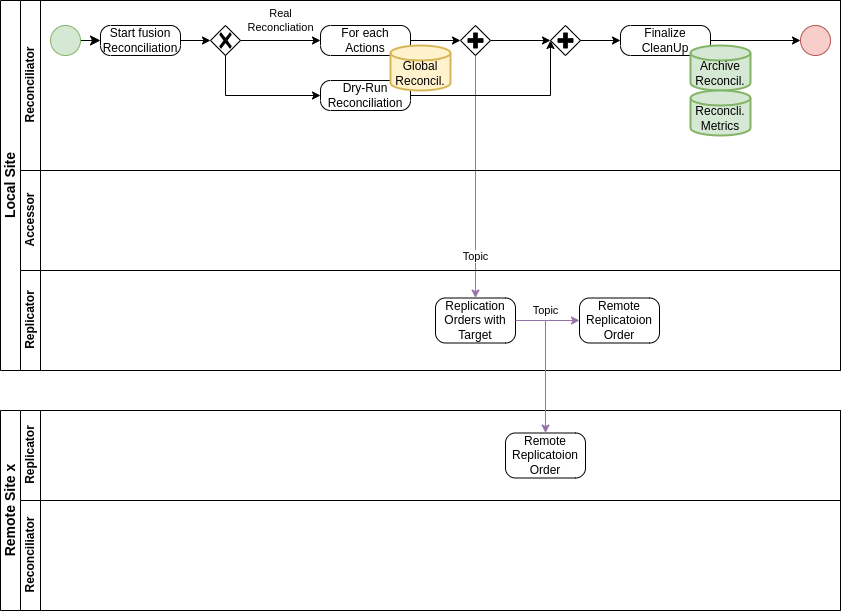 Local Site
Reconciliator
Start fusion
Reconciliation
Real
Reconcliation
For each
Actions
Global
Reconcil.
Dry-Run
Reconciliation
Finalize
CleanUp
Archive
Reconcil.
Reconcli.
Metrics
Accessor
Topic
Replicator
Replication
Orders with
Target
Topic
Remote
Replicatoion
Order
Remote Site x
Replicator
Remote
Replicatoion
Order
Reconciliator